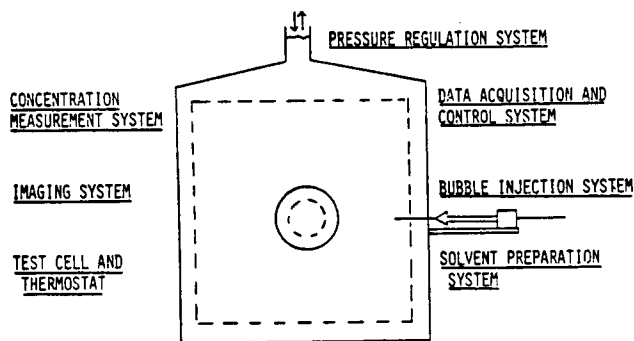 PRESSURE REGULATION SYSTEM
CONCENTRATION
MEASUREMENT SYSTEM
DATA ACQUISITION AND
CONTROL SYSTEM
IMAGING SYSTEM
BUBBLE INJECTION SYSTEM
TEST CELL AND
THERMOSTAT
SOLVENT PREPARATION
SYSTEM